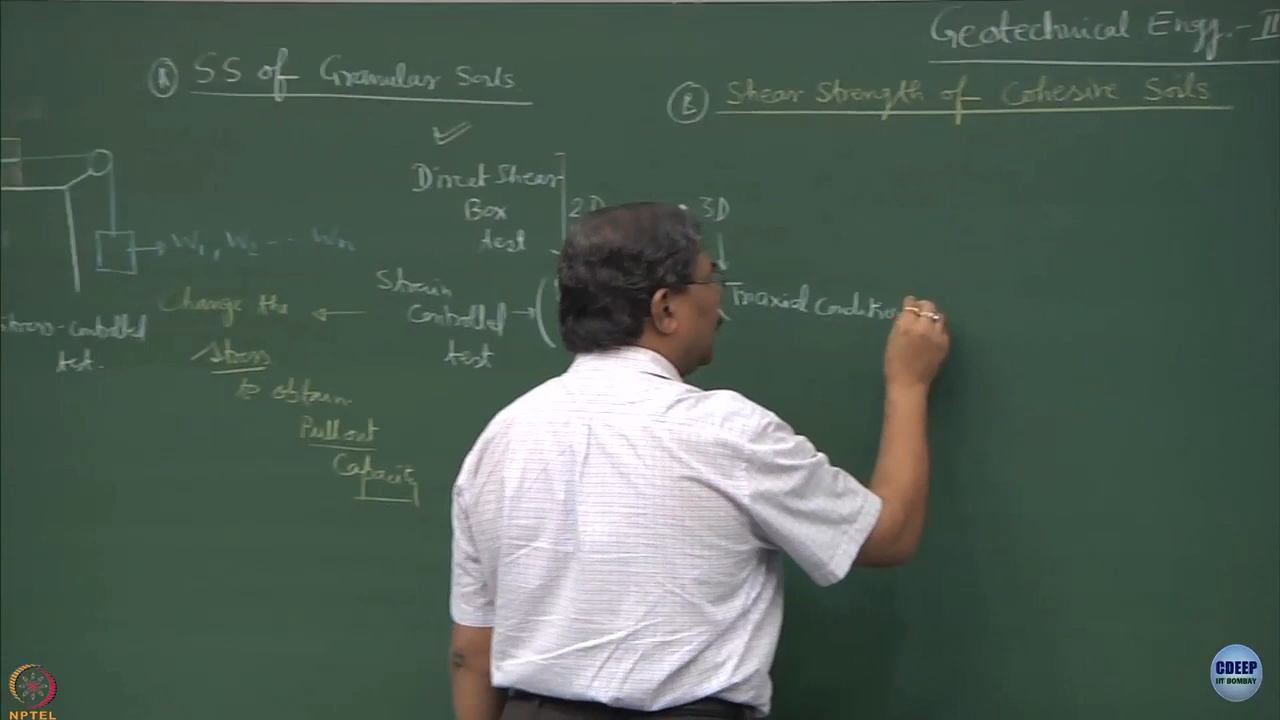 Geotechnical Engg.-II
(A) SS of Granular Soils
(B) Shear Strength of Cohesive Soils
Direct Shear
Box
test
2D
3D
Triaxial Condition
Strain
Controlled
test
W1, W2 -- Wn
Stress-controlled
test.
Change the
stress
to obtain
Pullout
Capacity
NPTEL
CDEEP
IIT BOMBAY